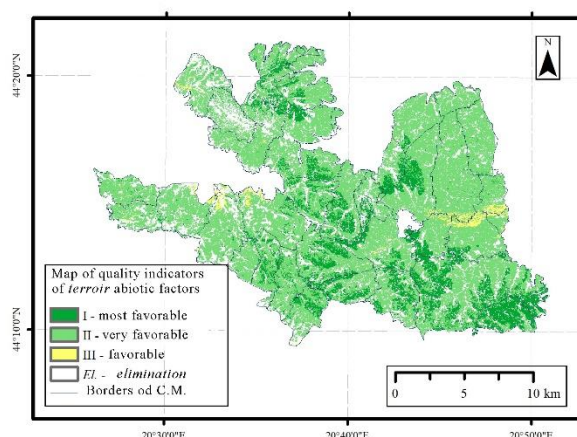 N
44°20'0"N
44°10'0"N
Map of quality indicators
of terroir abiotic factors
I - most favorable
II - very favorable
III - favorable
El. - elimination
Borders od C.M.
0 5 10 km
20°30'0"E 20°40'0"E 20°50'0"E